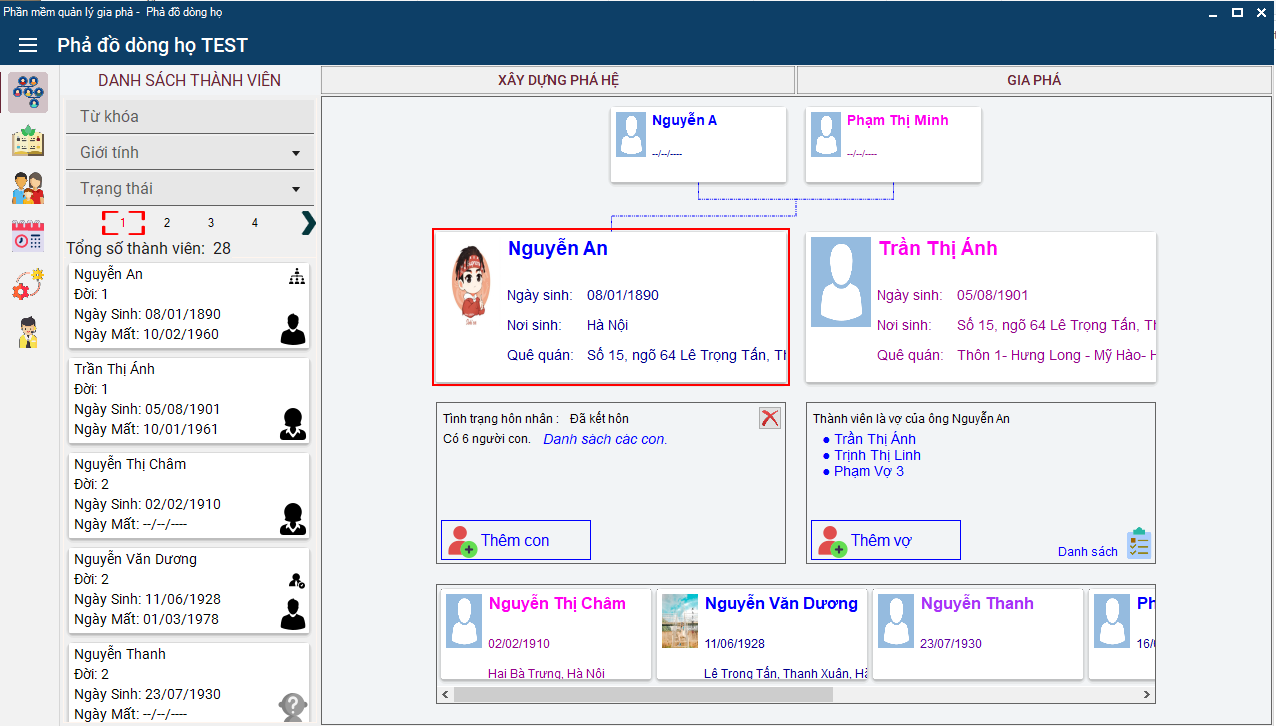 Phần mềm quản lý gia phả - Phả đồ dòng họ
Phả đồ dòng họ TEST
DANH SÁCH THÀNH VIÊN
Từ khóa
Giới tính
Trạng thái
1 2 3 4
Tổng số thành viên: 28
Nguyễn An
Đời: 1
Ngày Sinh: 08/01/1890
Ngày Mất: 10/02/1960
Trần Thị Ánh
Đời: 1
Ngày Sinh: 05/08/1901
Ngày Mất: 10/01/1961
Nguyễn Thị Châm
Đời: 2
Ngày Sinh: 02/02/1910
Ngày Mất: --/--/----
Nguyễn Văn Dương
Đời: 2
Ngày Sinh: 11/06/1928
Ngày Mất: 01/03/1978
Nguyễn Thanh
Đời: 2
Ngày Sinh: 23/07/1930
Ngày Mất: --/--/----
XÂY DỰNG PHÁ HỆ
GIA PHẢ
Nguyễn A
--/--/----
Phạm Thị Minh
--/--/----
Nguyễn An
Ngày sinh: 08/01/1890
Nơi sinh: Hà Nội
Quê quán: Số 15, ngõ 64 Lê Trọng Tấn, Th
Trần Thị Ánh
Ngày sinh: 05/08/1901
Nơi sinh: Số 15, ngõ 64 Lê Trọng Tấn, Th
Quê quán: Thôn 1- Hưng Long - Mỹ Hào- H
Tình trạng hôn nhân : Đã kết hôn
Có 6 người con. Danh sách các con.
Thêm con
Thành viên là vợ của ông Nguyễn An
● Trần Thị Ánh
● Trịnh Thị Linh
● Phạm Vợ 3
Thêm vợ
Danh sách
Nguyễn Thị Châm
02/02/1910
Hai Bà Trưng, Hà Nội
Nguyễn Văn Dương
11/06/1928
Lê Trọng Tấn, Thanh Xuân, Hà
Nguyễn Thanh
23/07/1930
Ph
16/0